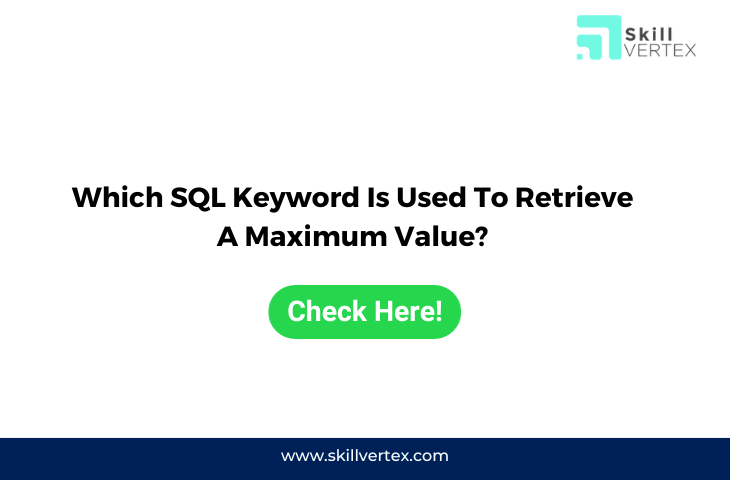 Skill
VERTEX
Which SQL Keyword Is Used To Retrieve
A Maximum Value?
Check Here!
www.skillvertex.com